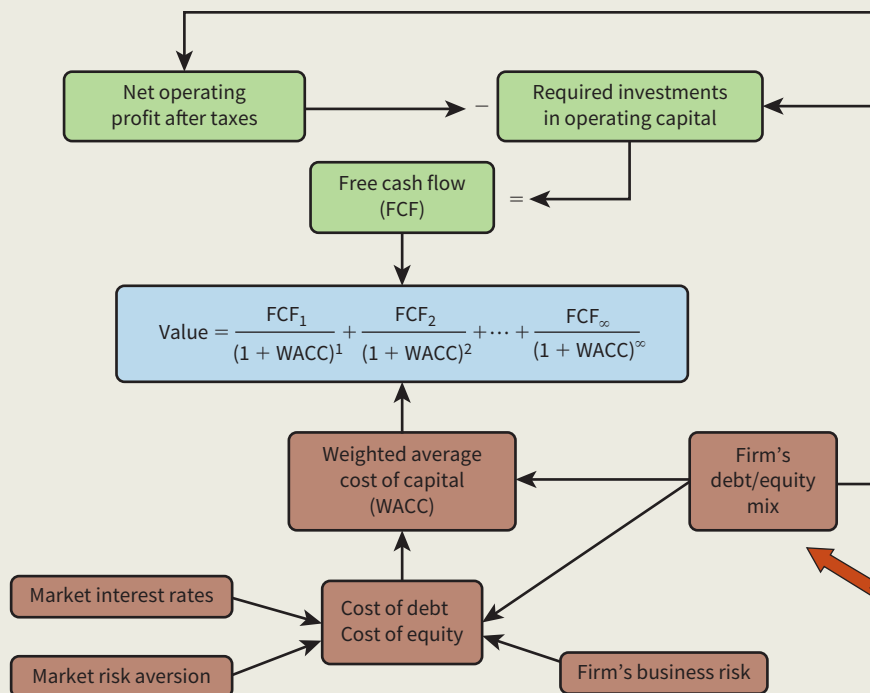 Net operating
profit after taxes
−
Required investments
in operating capital
Free cash flow
(FCF)
=
Value = FCF₁/(1 + WACC)¹ + FCF₂/(1 + WACC)² + ⋯ + FCF∞/(1 + WACC)^∞
Weighted average
cost of capital
(WACC)
Firm’s
debt/equity
mix
Market interest rates
Cost of debt
Cost of equity
Market risk aversion
Firm’s business risk